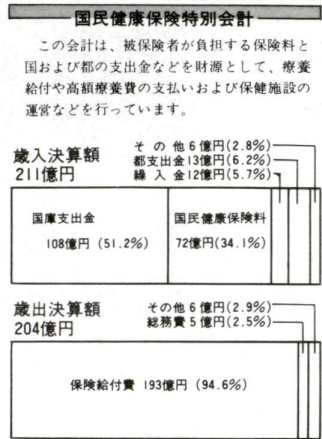 国民健康保険特別会計
この会計は、被保険者が負担する保険料と
国および都の支出金などを財源として、療養
給付や高額療養費の支払いおよび保健施設の
運営などを行っています。
歳入決算額
211億円
その他6億円(2.8%)
都支出金13億円(6.2%)
繰入金12億円(5.7%)
国庫支出金
108億円(51.2%)
国民健康保険料
72億円(34.1%)
歳出決算額
204億円
その他6億円(2.9%)
総務費5億円(2.5%)
保険給付費 193億円(94.6%)